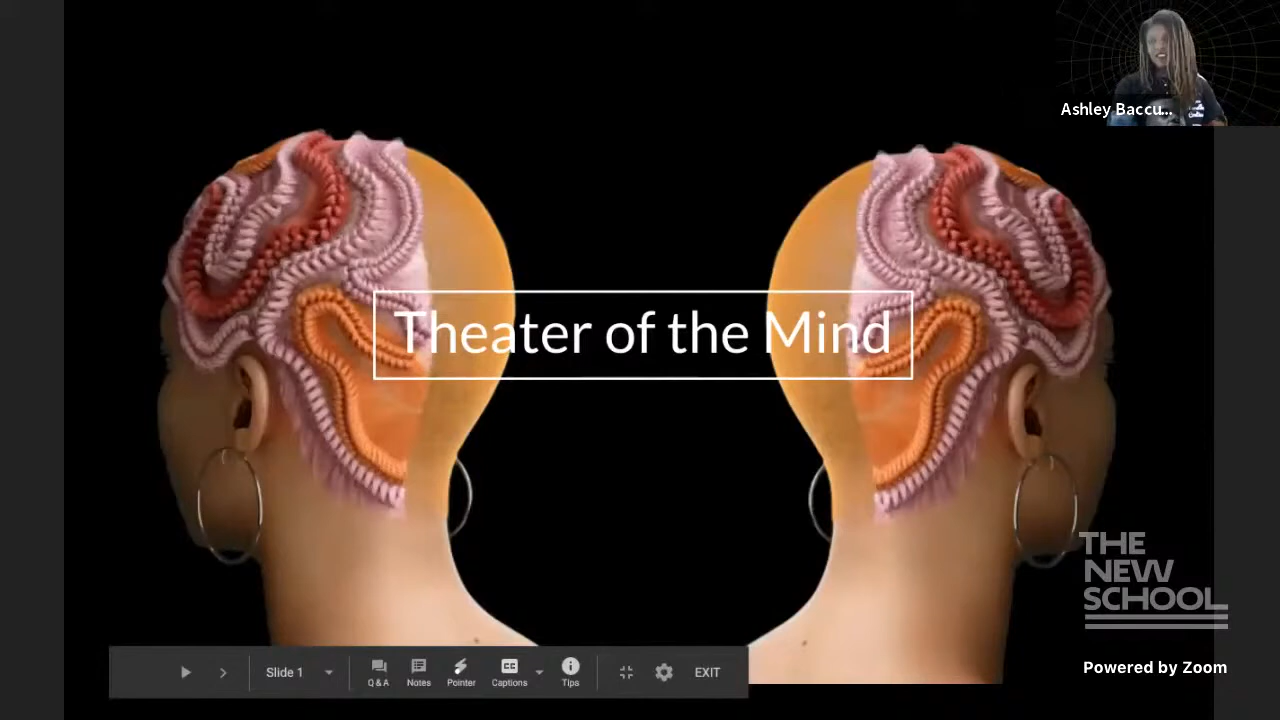 Ashley Baccu...
Theater of the Mind
THE
NEW
SCHOOL
Slide 1
Q & A
Notes
Pointer
CC
Captions
Tips
EXIT
Powered by Zoom